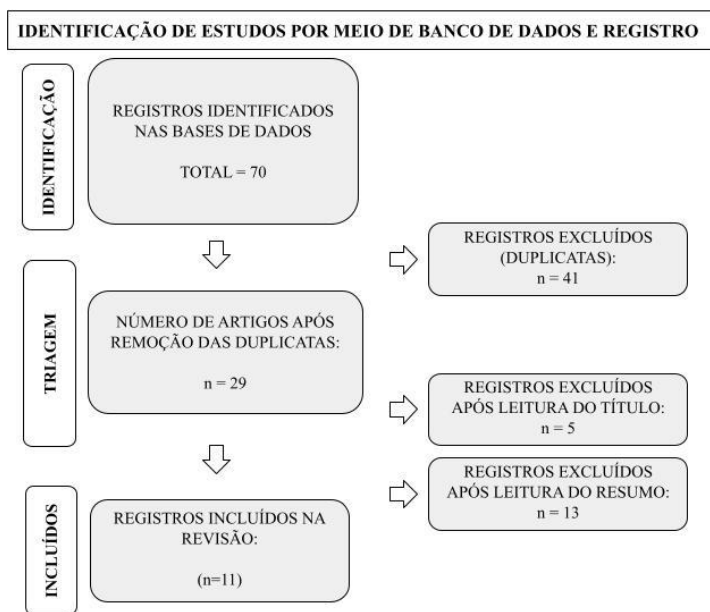 IDENTIFICAÇÃO DE ESTUDOS POR MEIO DE BANCO DE DADOS E REGISTRO
IDENTIFICAÇÃO
REGISTROS IDENTIFICADOS
NAS BASES DE DADOS
TOTAL = 70
REGISTROS EXCLUÍDOS
(DUPLICATAS):
n = 41
TRIAGEM
NÚMERO DE ARTIGOS APÓS
REMOÇÃO DAS DUPLICATAS:
n = 29
REGISTROS EXCLUÍDOS
APÓS LEITURA DO TÍTULO:
n = 5
REGISTROS EXCLUÍDOS
APÓS LEITURA DO RESUMO:
n = 13
INCLUÍDOS
REGISTROS INCLUÍDOS NA
REVISÃO:
(n=11)